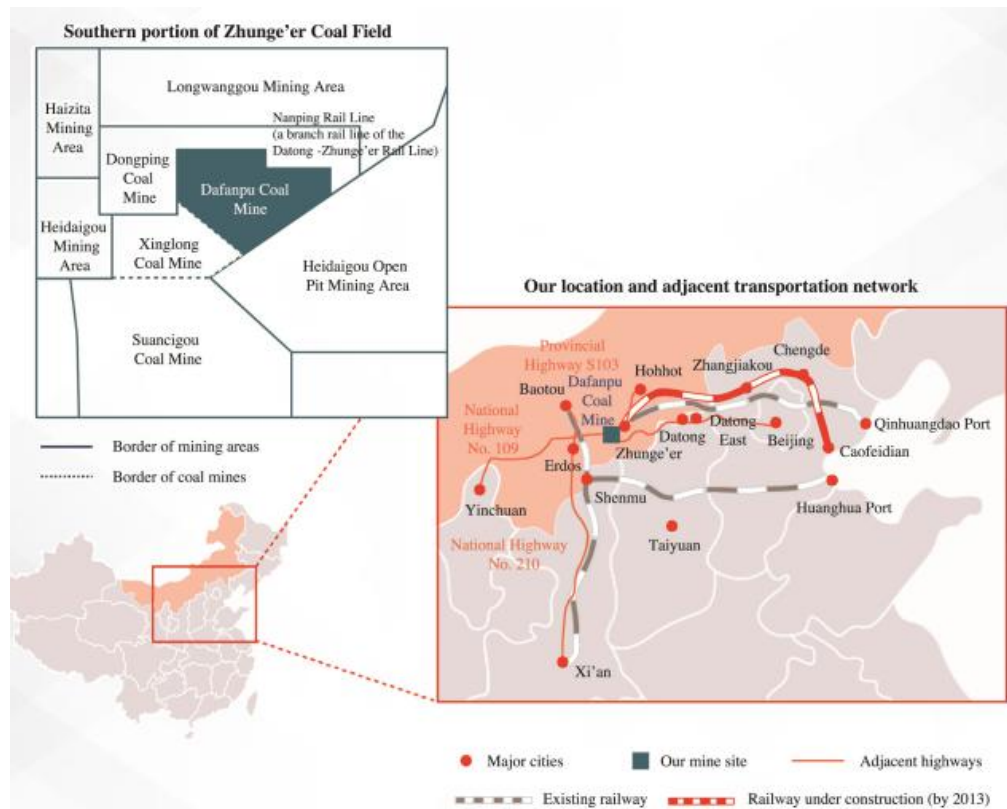 Southern portion of Zhunge'er Coal Field
Longwanggou Mining Area
Haizita
Mining
Area
Nanping Rail Line
(a branch rail line of the
Datong -Zhunge'er Rail Line)
Dongping
Coal
Mine
Dafanpu Coal
Mine
Heidaigou
Mining
Area
Xinglong
Coal Mine
Heidaigou Open
Pit Mining Area
Suancigou
Coal Mine
Border of mining areas
Border of coal mines
Our location and adjacent transportation network
Provincial
Highway S103
Baotou
Dafanpu
Coal
Mine
Hohhot
Zhangjiakou
Chengde
National
Highway
No. 109
Zhunge'er
Datong
Datong
East
Beijing
Qinhuangdao Port
Caofeidian
Erdos
Shenmu
Huanghua Port
Yinchuan
Taiyuan
National Highway
No. 210
Xi'an
Major cities
Our mine site
Adjacent highways
Existing railway
Railway under construction (by 2013)